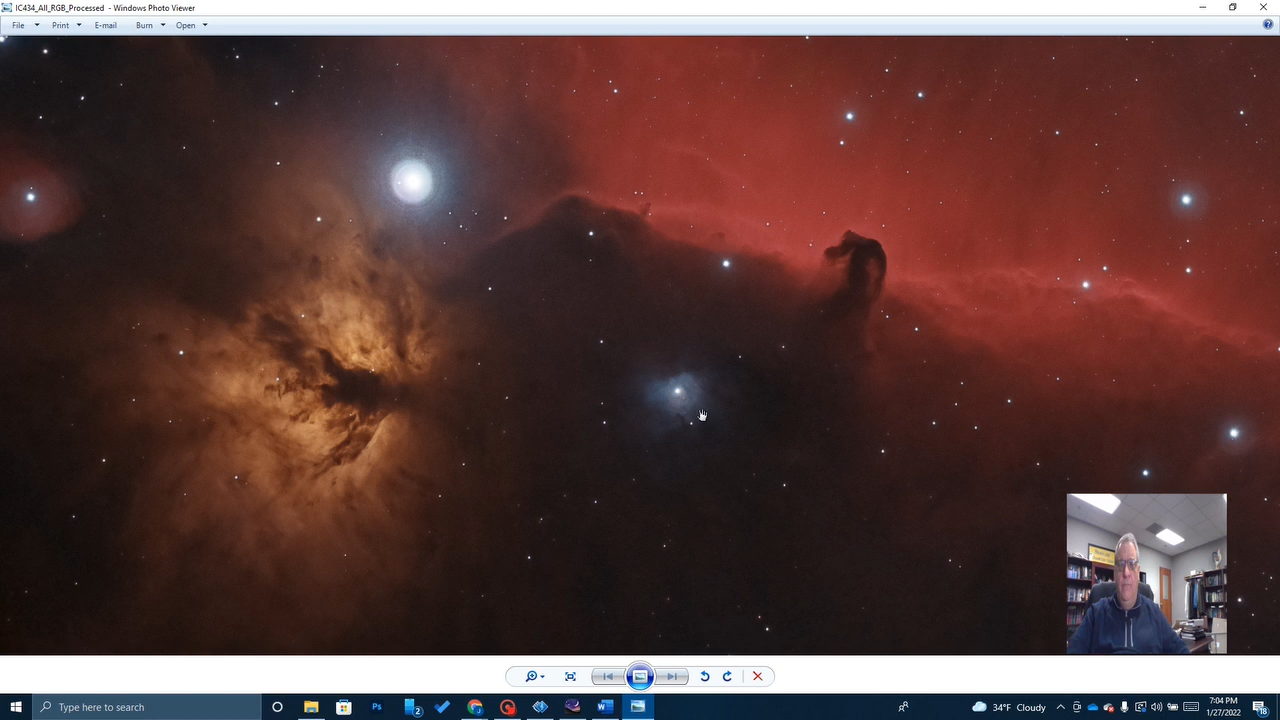 IC434_All_RGB_Processed - Windows Photo Viewer
File Print E-mail Burn Open
Type here to search
2
34°F Cloudy
7:04 PM
1/27/2022
18